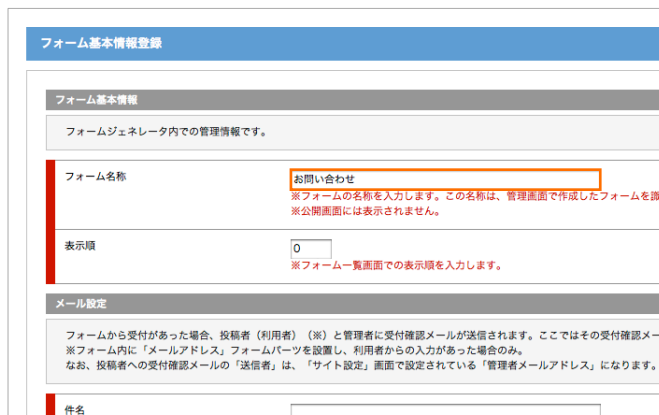 フォーム基本情報登録
フォーム基本情報
フォームジェネレータ内での管理情報です。
フォーム名称
お問い合わせ
※フォームの名称を入力します。この名称は、管理画面で作成したフォームを識
※公開画面には表示されません。
表示順
0
※フォーム一覧画面での表示順を入力します。
メール設定
フォームから受付があった場合、投稿者（利用者）（※）と管理者に受付確認メールが送信されます。ここではその受付確認メー
※フォーム内に「メールアドレス」フォームパーツを設置し、利用者からの入力があった場合のみ。
なお、投稿者への受付確認メールの「送信者」は、「サイト設定」画面で設定されている「管理者メールアドレス」になります。
件名